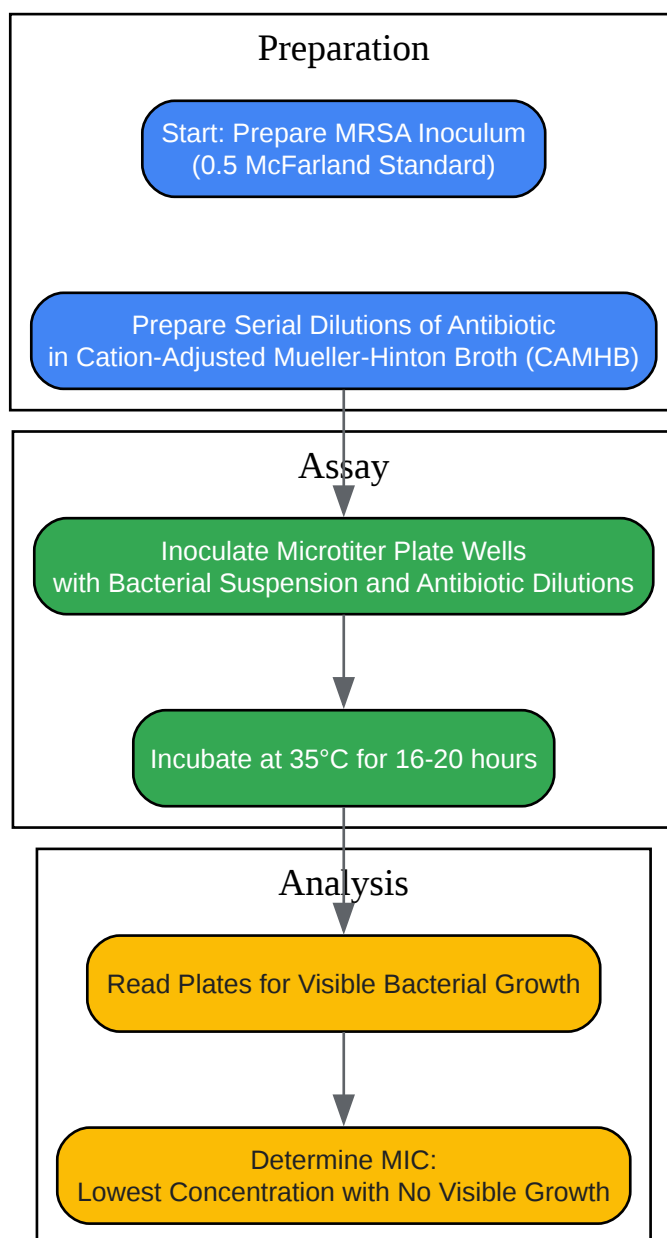 Preparation
Start: Prepare MRSA Inoculum
(0.5 McFarland Standard)
Prepare Serial Dilutions of Antibiotic
in Cation-Adjusted Mueller-Hinton Broth (CAMHB)
Assay
Inoculate Microtiter Plate Wells
with Bacterial Suspension and Antibiotic Dilutions
Incubate at 35°C for 16-20 hours
Analysis
Read Plates for Visible Bacterial Growth
Determine MIC:
Lowest Concentration with No Visible Growth